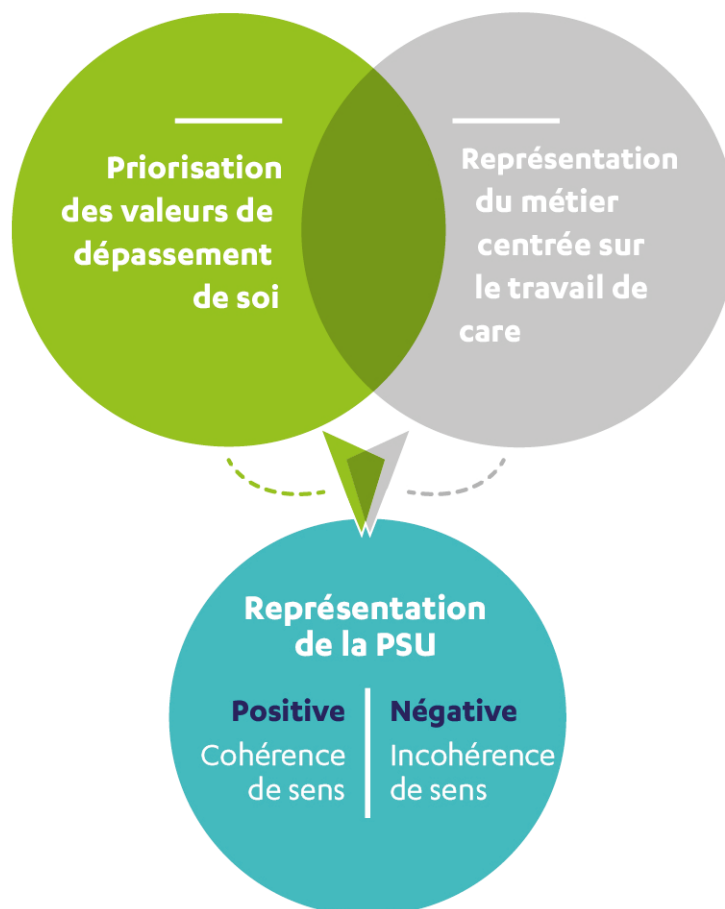 Priorisation
des valeurs de
dépassement
de soi
Représentation
du métier
centrée sur
le travail de
care
Représentation
de la PSU
Positive
Cohérence
de sens
Négative
Incohérence
de sens